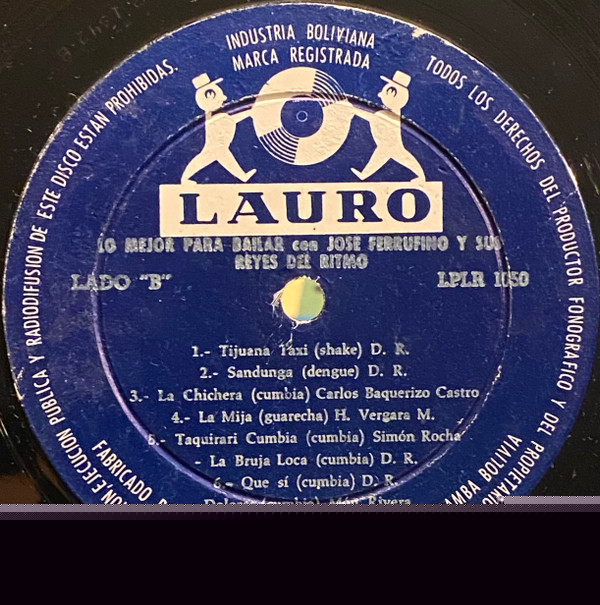 INDUSTRIA BOLIVIANA
MARCA REGISTRADA
TODOS LOS DERECHOS DEL PRODUCTOR FONOGRAFICO Y DEL PROPIETARIO
ON EJECUCION PUBLICA Y RADIODIFUSION DE ESTE DISCO ESTAN PROHIBIDAS.
LAURO
LO MEJOR PARA BAILAR con JOSE FERRUFINO Y SUS
REYES DEL RITMO
LADO "B"
LPLR 1050
1.- Tijuana Taxi (shake) D. R.
2.- Sandunga (dengue) D. R.
3.- La Chichera (cumbia) Carlos Baquerizo Castro
4.- La Mija (guarecha) H. Vergara M.
5.- Taquirari Cumbia (cumbia) Simón Rocha
- La Bruja Loca (cumbia) D. R.
6.- Que sí (cumbia) D. R.
Rivera
FABRICADO
AMBA BOLIVIA